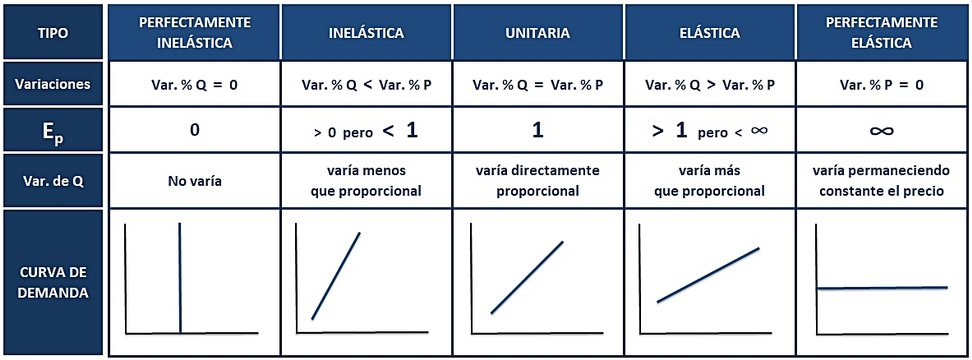 TIPO
PERFECTAMENTE
INELÁSTICA
INELÁSTICA
UNITARIA
ELÁSTICA
PERFECTAMENTE
ELÁSTICA
Variaciones
Var. % Q = 0
Var. % Q < Var. % P
Var. % Q = Var. % P
Var. % Q > Var. % P
Var. % P = 0
Ep
0
> 0 pero < 1
1
> 1 pero < ∞
∞
Var. de Q
No varía
varía menos
que proporcional
varía directamente
proporcional
varía más
que proporcional
varía permaneciendo
constante el precio
CURVA DE
DEMANDA